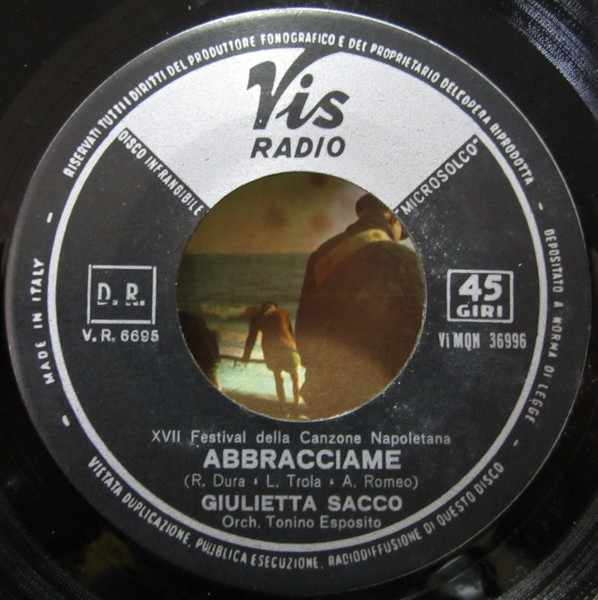 RISERVATI TUTTI I DIRITTI DEL PRODUTTORE FONOGRAFICO E DEL PROPRIETARIO DELL'OPERA RIPRODOTTA
Vis
RADIO
DISCO INFRANGIBILE
"MICROSOLCO"
D. R.
V. R. 6695
45
GIRI
ViMQN 36996
MADE IN ITALY
DEPOSITATO A NORMA DI LEGGE
XVII Festival della Canzone Napoletana
ABBRACCIAME
(R. Dura • L. Trola • A. Romeo)
GIULIETTA SACCO
Orch. Tonino Esposito
VIETATA DUPLICAZIONE, PUBBLICA ESECUZIONE, RADIODIFFUSIONE DI QUESTO DISCO